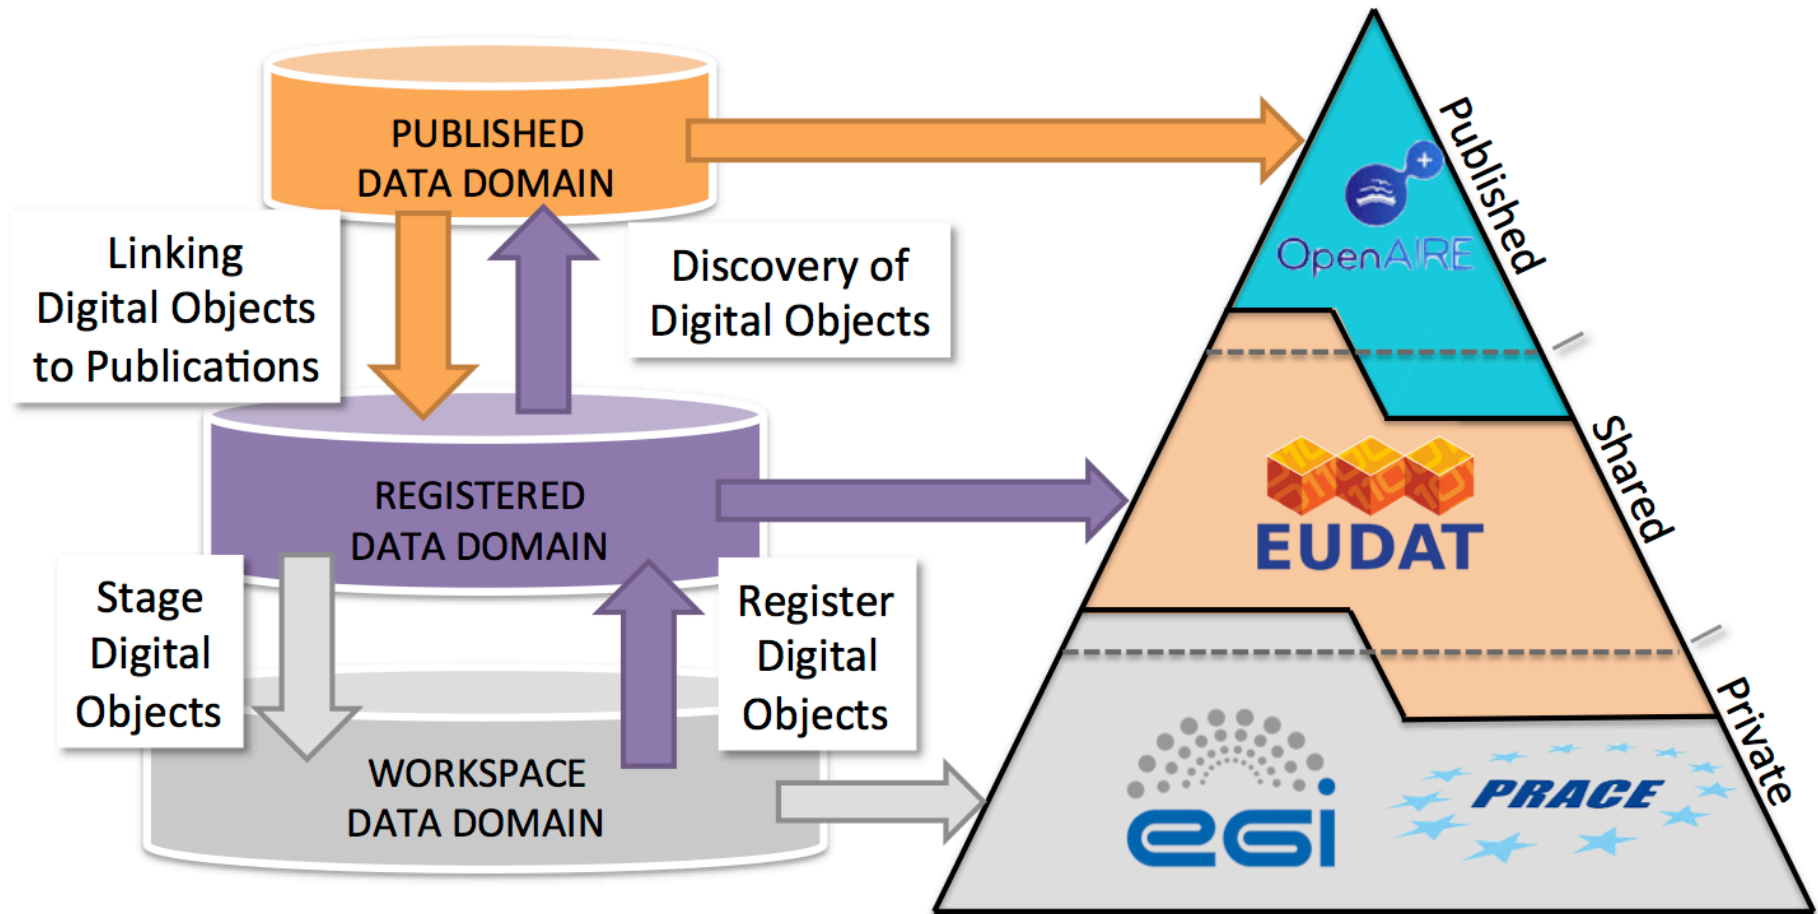 PUBLISHED
DATA DOMAIN
Linking
Digital Objects
to Publications
Discovery of
Digital Objects
REGISTERED
DATA DOMAIN
Stage
Digital
Objects
Register
Digital
Objects
WORKSPACE
DATA DOMAIN
OpenAIRE
EUDAT
eGi
PRACE
Published
Shared
Private